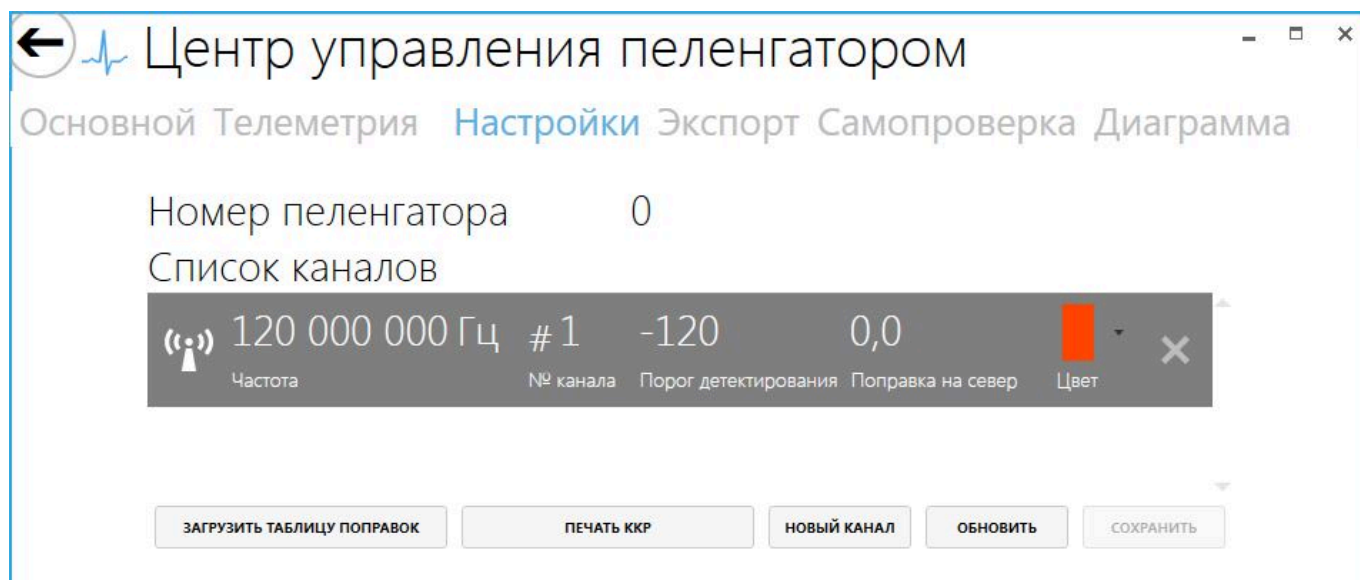 Центр управления пеленгатором
Основной Телеметрия Настройки Экспорт Самопроверка Диаграмма
Номер пеленгатора 0
Список каналов
120 000 000 Гц #1 -120 0,0
Частота № канала Порог детектирования Поправка на север Цвет
ЗАГРУЗИТЬ ТАБЛИЦУ ПОПРАВОК ПЕЧАТЬ ККР НОВЫЙ КАНАЛ ОБНОВИТЬ СОХРАНИТЬ